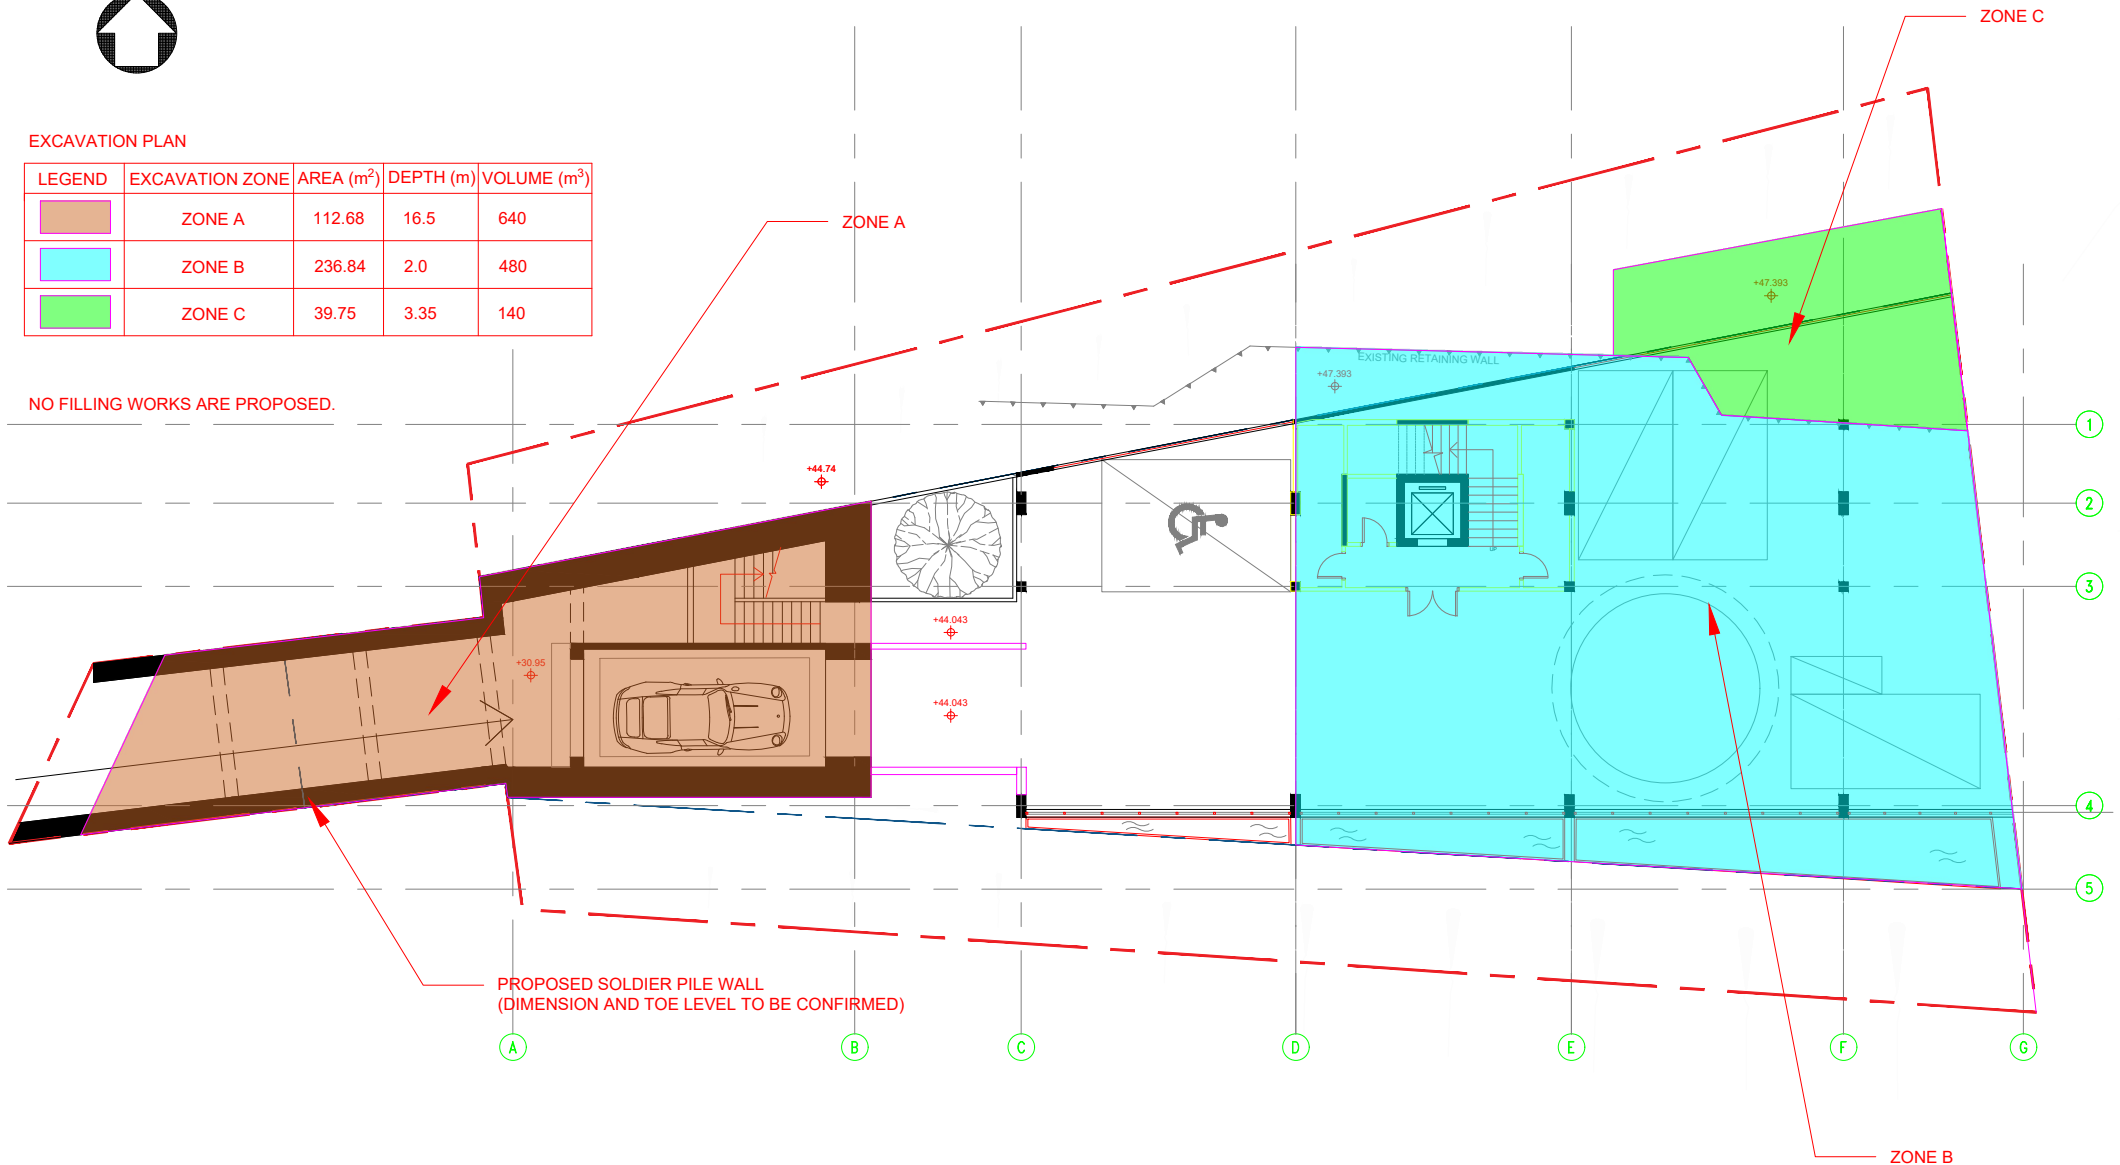 ZONE C
EXCAVATION PLAN
LEGEND EXCAVATION ZONE AREA (m²) DEPTH (m) VOLUME (m³)
ZONE A 112.68 16.5 640
ZONE B 236.84 2.0 480
ZONE C 39.75 3.35 140
ZONE A
+47.393
EXISTING RETAINING WALL
+47.393
NO FILLING WORKS ARE PROPOSED.
1
+44.74
2
3
+44.043
+30.95
+44.043
4
5
PROPOSED SOLDIER PILE WALL
(DIMENSION AND TOE LEVEL TO BE CONFIRMED)
A B C D E F G
ZONE B